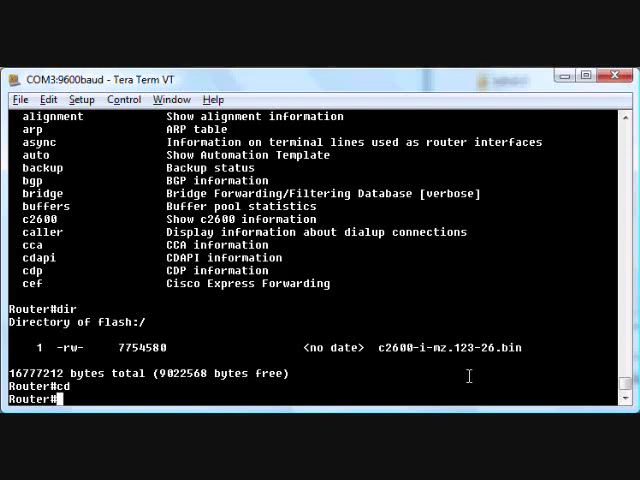 COM3:9600baud - Tera Term VT
File Edit Setup Control Window Help
alignment Show alignment information
arp ARP table
async Information on terminal lines used as router interfaces
auto Show Automation Template
backup Backup status
bgp BGP information
bridge Bridge Forwarding/Filtering Database [verbose]
buffers Buffer pool statistics
c2600 Show c2600 information
caller Display information about dialup connections
cca CCA information
cdapi CDAPI information
cdp CDP information
cef Cisco Express Forwarding
Router#dir
Directory of flash:/
1 -rw- 7754580 <no date> c2600-i-mz.123-26.bin
16777212 bytes total (9022568 bytes free)
Router#cd
Router#